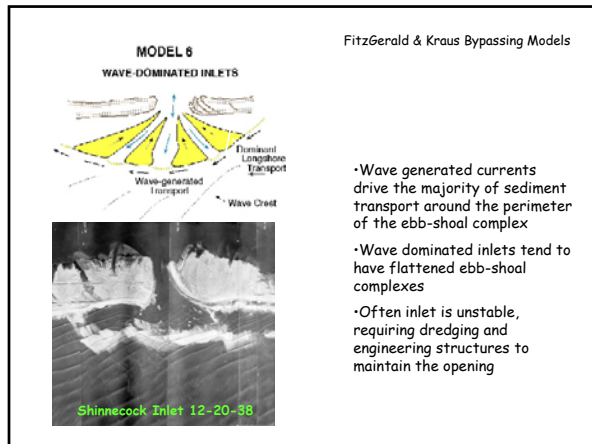 FitzGerald & Kraus Bypassing Models
MODEL 6
WAVE-DOMINATED INLETS
Dominant
Longshore
Transport
Wave-generated
Transport
Wave Crest
Shinnecock Inlet 12-20-38
•Wave generated currents
drive the majority of sediment
transport around the perimeter
of the ebb-shoal complex
•Wave dominated inlets tend to
have flattened ebb-shoal
complexes
•Often inlet is unstable,
requiring dredging and
engineering structures to
maintain the opening